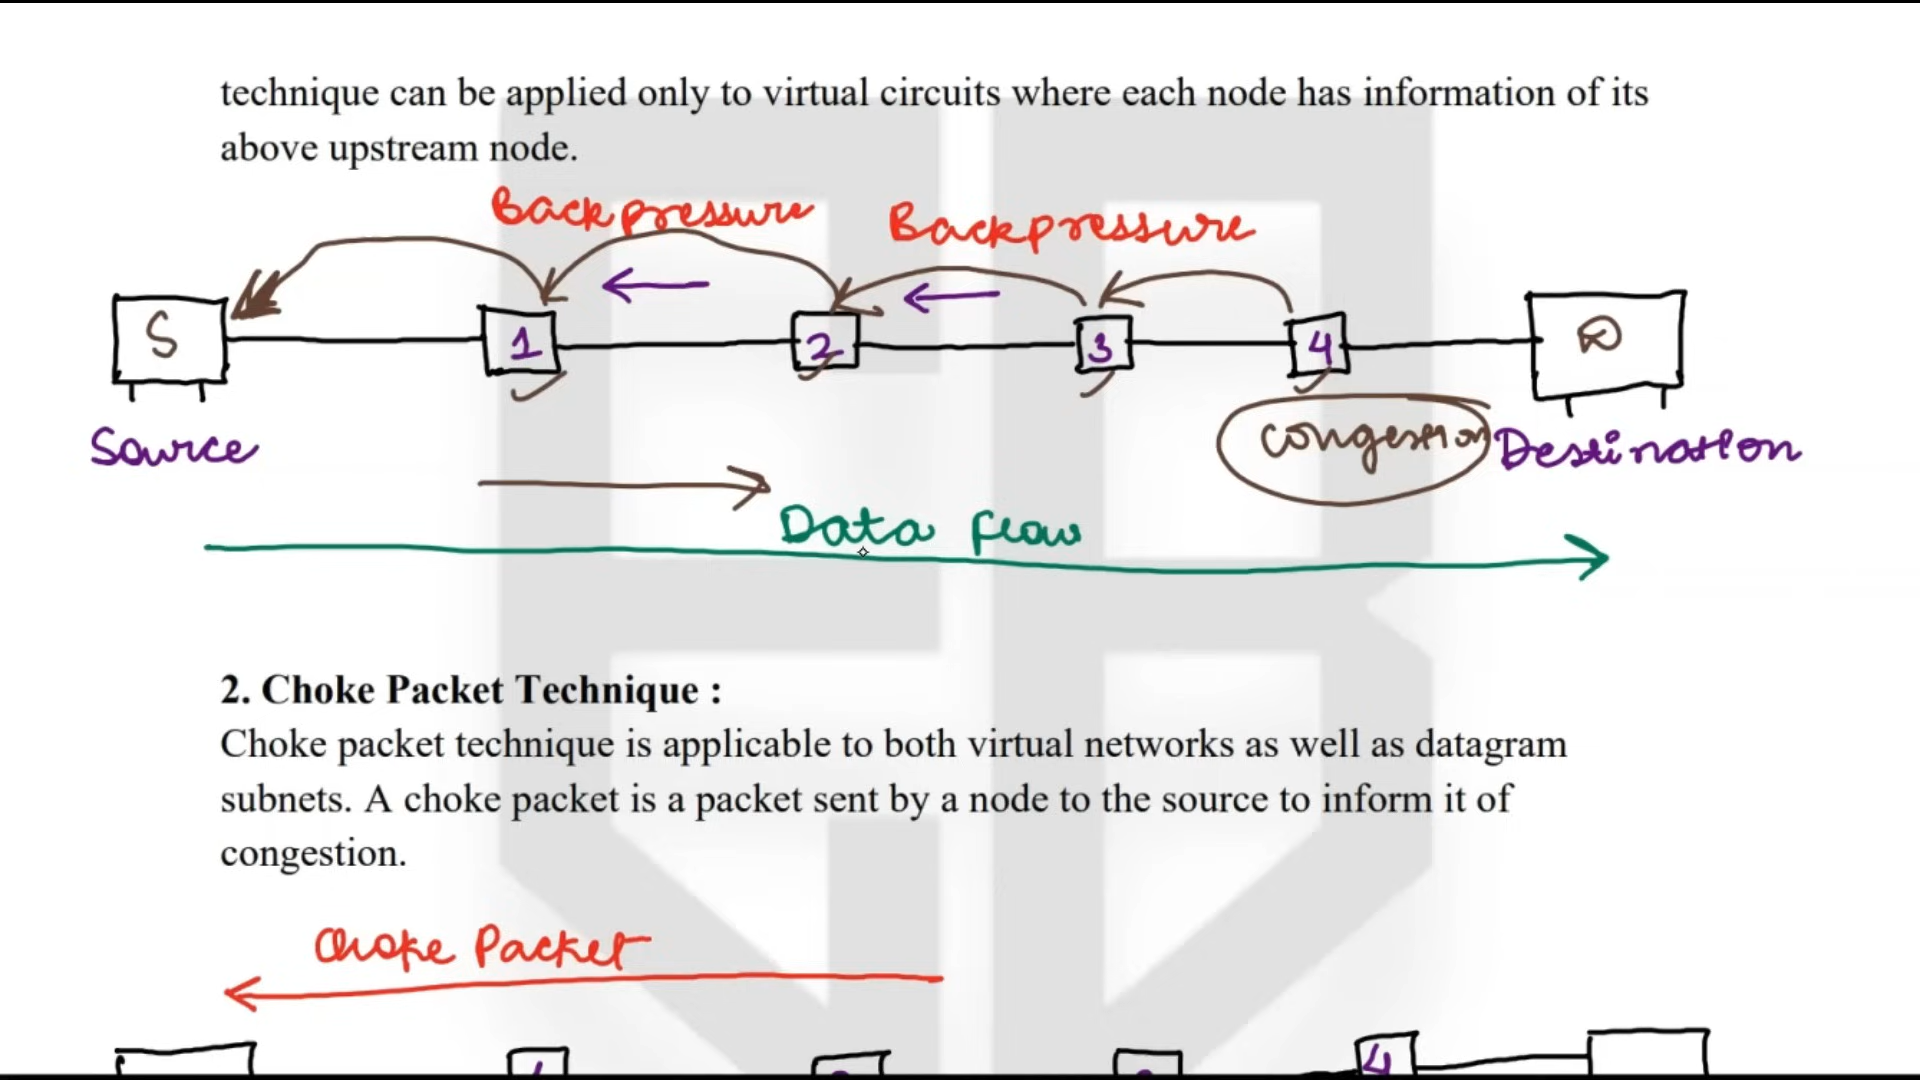 technique can be applied only to virtual circuits where each node has information of its
above upstream node.
Backpressure Backpressure
S 1 2 3 4 D
Source congestion Destination
Data flow
2. Choke Packet Technique :
Choke packet technique is applicable to both virtual networks as well as datagram
subnets. A choke packet is a packet sent by a node to the source to inform it of
congestion.
Choke Packet
4